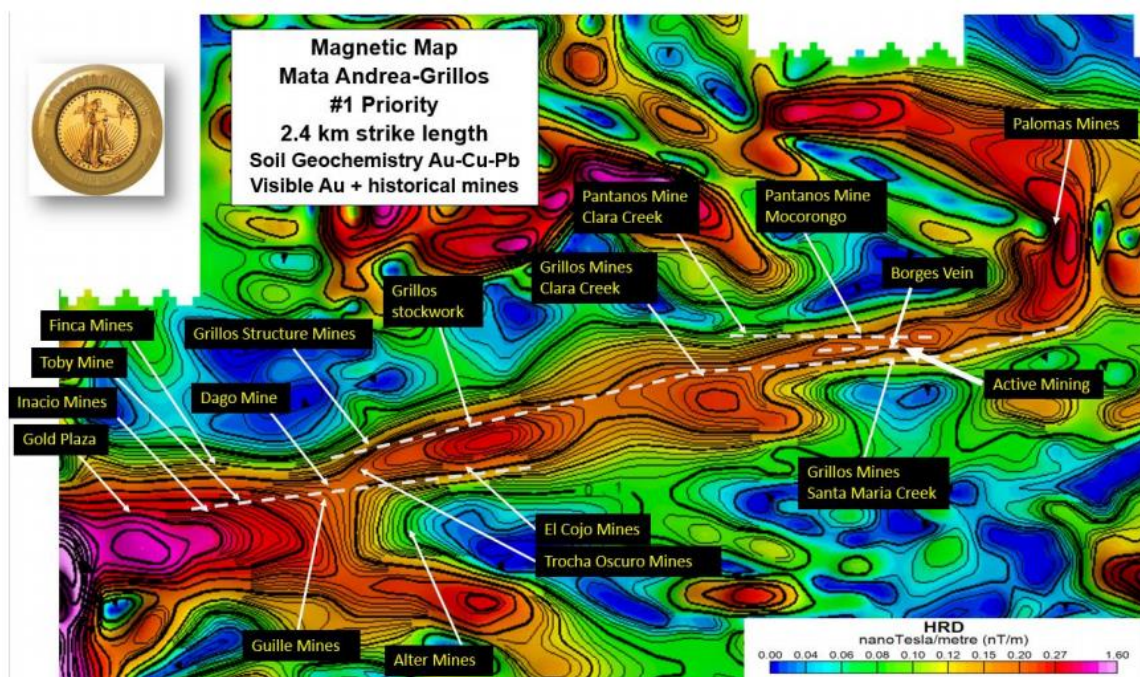 Magnetic Map
Mata Andrea-Grillos
#1 Priority
2.4 km strike length
Soil Geochemistry Au-Cu-Pb
Visible Au + historical mines
Palomas Mines
Pantanos Mine
Clara Creek
Pantanos Mine
Mocorongo
Grillos Mines
Clara Creek
Borges Vein
Grillos
stockwork
Finca Mines
Grillos Structure Mines
Toby Mine
Dago Mine
Active Mining
Inacio Mines
Gold Plaza
Grillos Mines
Santa Maria Creek
0.1
El Cojo Mines
Trocha Oscuro Mines
Guille Mines
Alter Mines
HRD
nanoTesla/metre (nT/m)
0.00 0.04 0.06 0.08 0.10 0.12 0.15 0.20 0.27 1.60